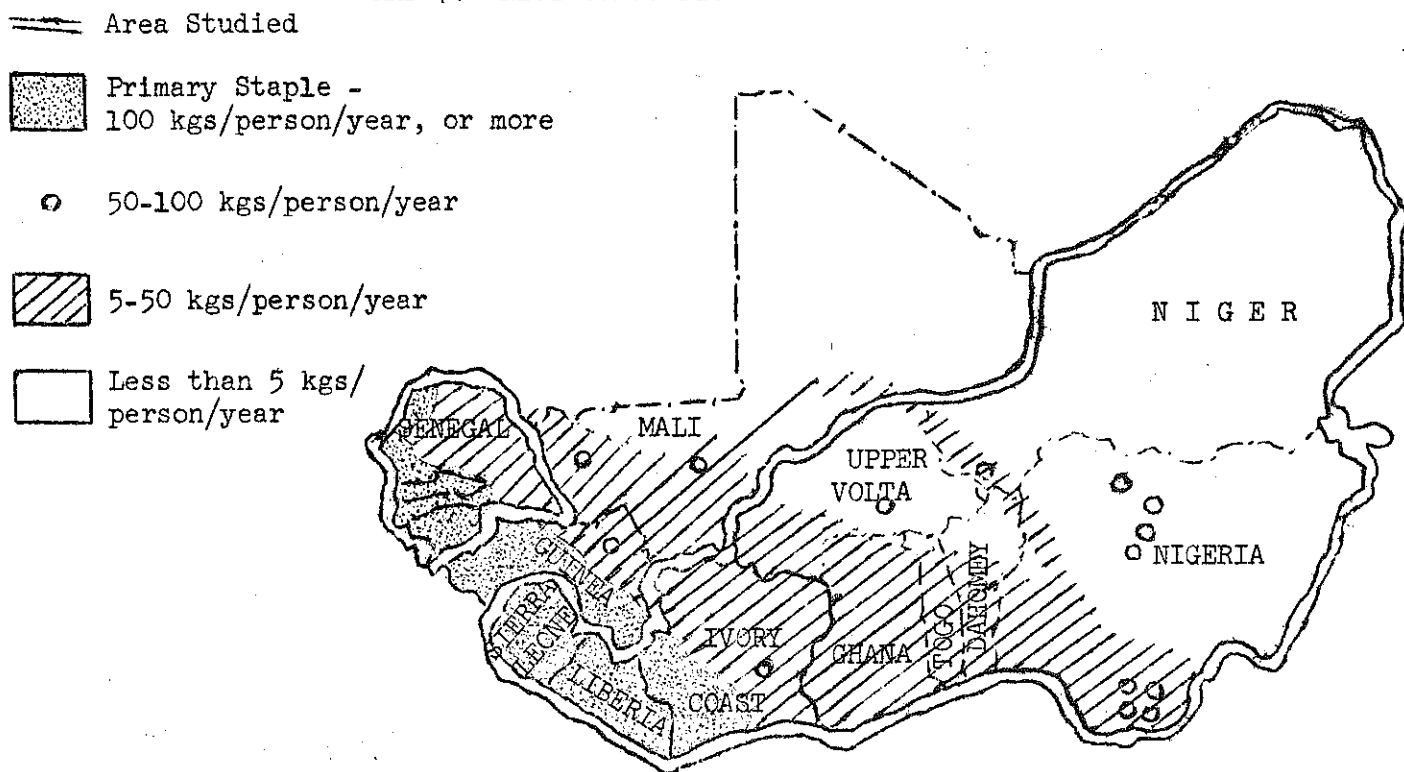 Area Studied
Primary Staple -
100 kgs/person/year, or more
50-100 kgs/person/year
5-50 kgs/person/year
Less than 5 kgs/
person/year
NIGER
SENEGAL
MALI
UPPER
VOLTA
NIGERIA
GUINEA
SIERRA
LEONE
LIBERIA
IVORY
COAST
GHANA
TOGO
DAHOMEY